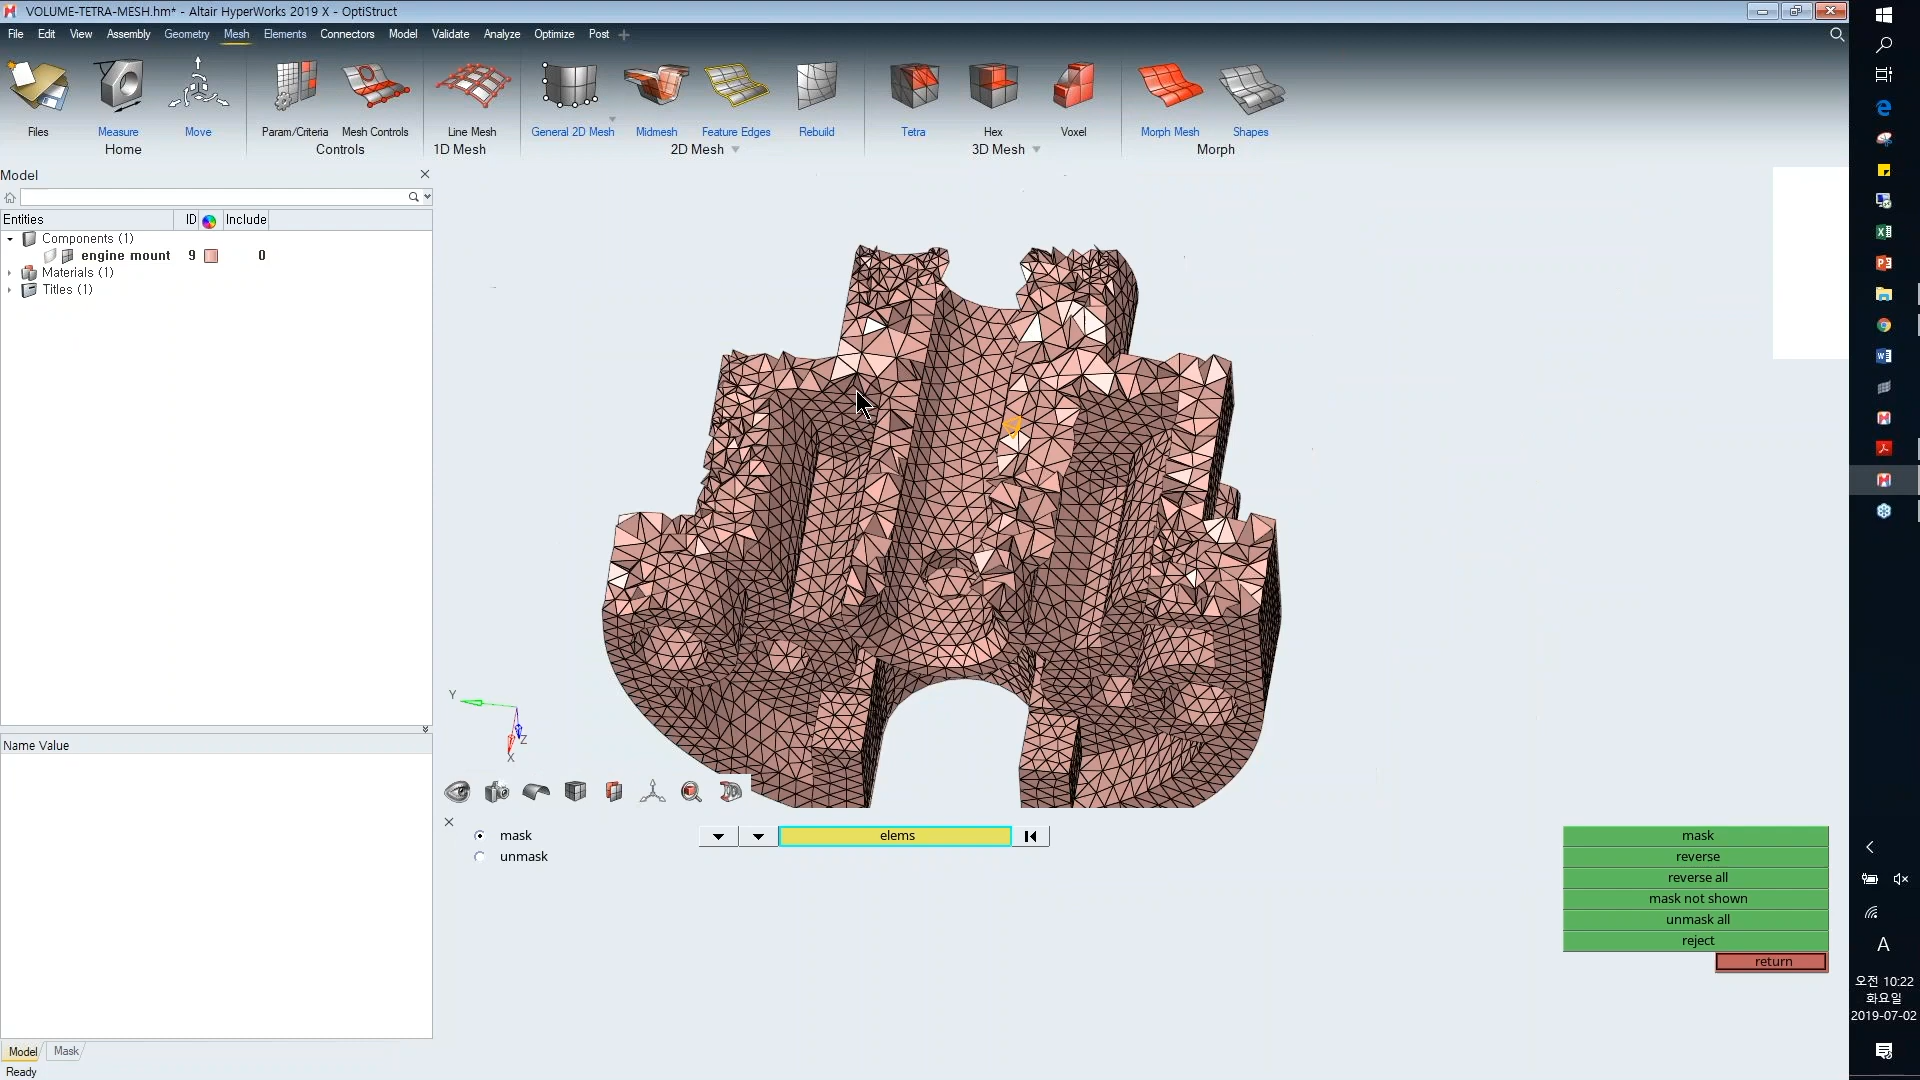 VOLUME-TETRA-MESH.hm* - Altair HyperWorks 2019 X - OptiStruct
File Edit View Assembly Geometry Mesh Elements Connectors Model Validate Analyze Optimize Post
Files Measure Move Param/Criteria Mesh Controls Line Mesh General 2D Mesh Midmesh Feature Edges Rebuild Tetra Hex Voxel Morph Mesh Shapes
Home Controls 1D Mesh 2D Mesh 3D Mesh Morph
Model
Entities ID Include
Components (1)
engine mount 9 0
Materials (1)
Titles (1)
Y
Z
X
Name Value
mask
unmask
elems
mask
reverse
reverse all
mask not shown
unmask all
reject
return
Model Mask
Ready
A
오전 10:22
화요일
2019-07-02